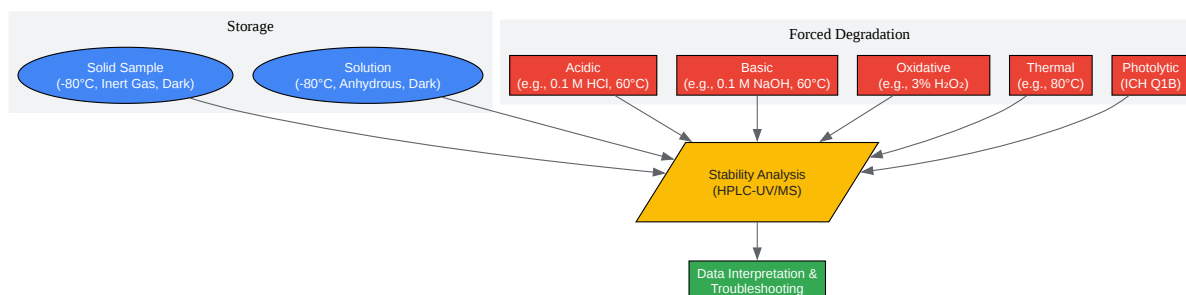 Storage
Forced Degradation
Solid Sample
(-80°C, Inert Gas, Dark)
Solution
(-80°C, Anhydrous, Dark)
Acidic
(e.g., 0.1 M HCl, 60°C)
Basic
(e.g., 0.1 M NaOH, 60°C)
Oxidative
(e.g., 3% H₂O₂)
Thermal
(e.g., 80°C)
Photolytic
(ICH Q1B)
Stability Analysis
(HPLC-UV/MS)
Data Interpretation &
Troubleshooting